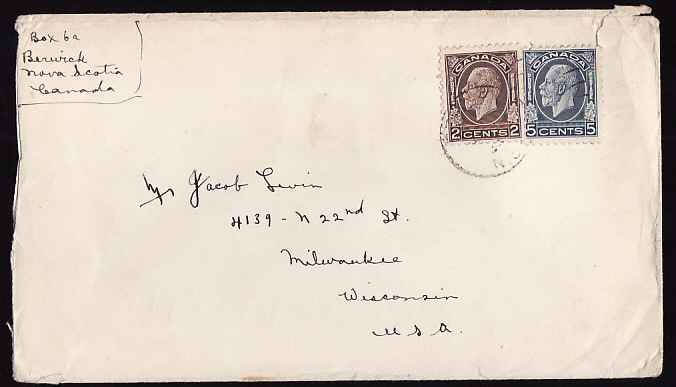 Box 62
Berwick
Nova Scotia
Canada
CANADA
2 CENTS 2
CANADA
5 CENTS 5
N.S
Mr Jacob Levin
4139 - N 22nd St.
Milwaukee
Wisconsin
U S A.